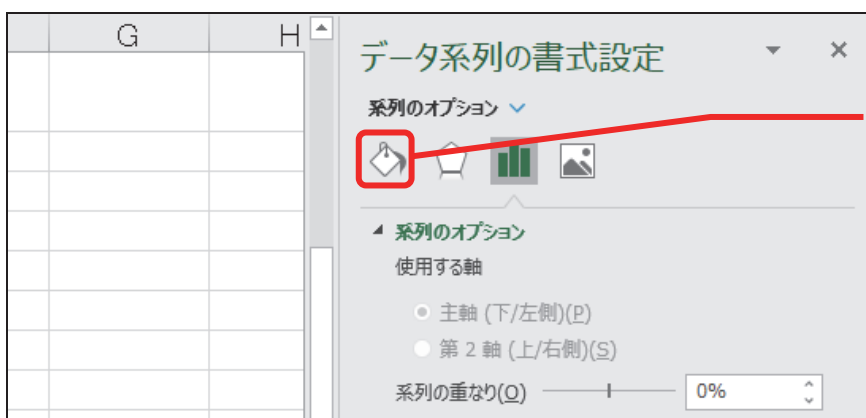 G H
データ系列の書式設定
系列のオプション
系列のオプション
使用する軸
主軸 (下/左側)(P)
第 2 軸 (上/右側)(S)
系列の重なり(O) 0%